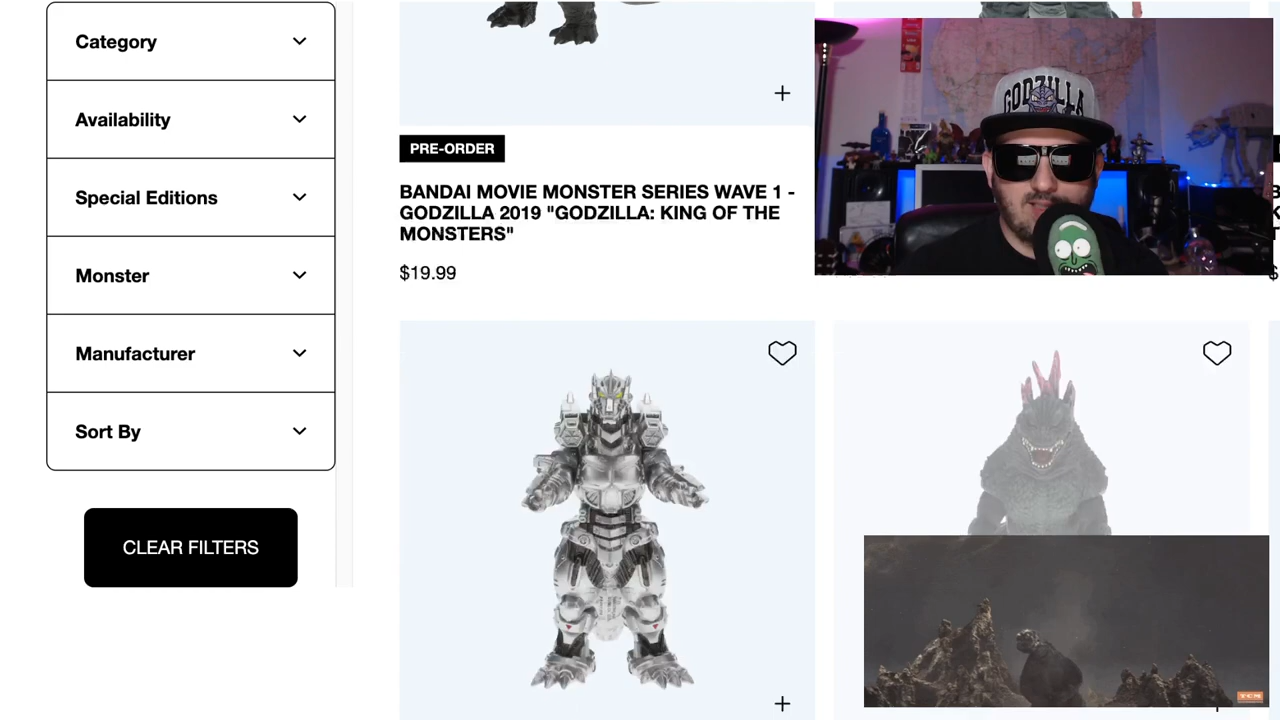 Category
Availability
Special Editions
Monster
Manufacturer
Sort By
CLEAR FILTERS
PRE-ORDER
BANDAI MOVIE MONSTER SERIES WAVE 1 -
GODZILLA 2019 "GODZILLA: KING OF THE
MONSTERS"
$19.99
GODZILLA
TCM
$